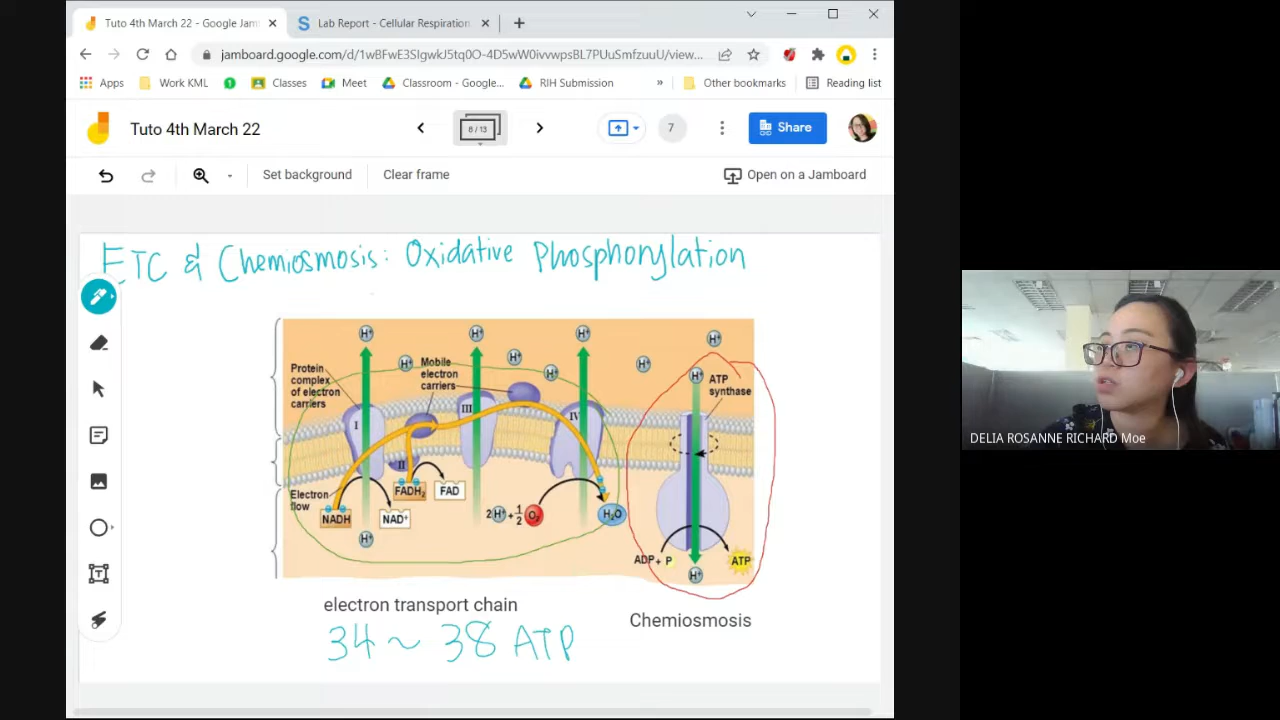 Tuto 4th March 22 - Google Jam
Lab Report - Cellular Respiration
jamboard.google.com/d/1wBFwE3SIgwkJ5tq0O-4D5wW0ivvwpsBL7PUuSmfzuuU/view...
Apps Work KML 1 Classes Meet Classroom - Google... RIH Submission » Other bookmarks Reading list
Tuto 4th March 22
8 / 13
7
Share
Set background Clear frame Open on a Jamboard
ETC & Chemiosmosis: Oxidative Phosphorylation
H+ H+ H+ H+
H+ H+ H+ H+ H+
Protein complex of electron carriers
Mobile electron carriers
ATP synthase
I
II
III
IV
Electron flow
NADH
NAD+
FADH2
FAD
2H+ + 1/2 O2
H2O
H+
ADP + P
ATP
H+
electron transport chain
Chemiosmosis
34 ~ 38 ATP
DELIA ROSANNE RICHARD Moe